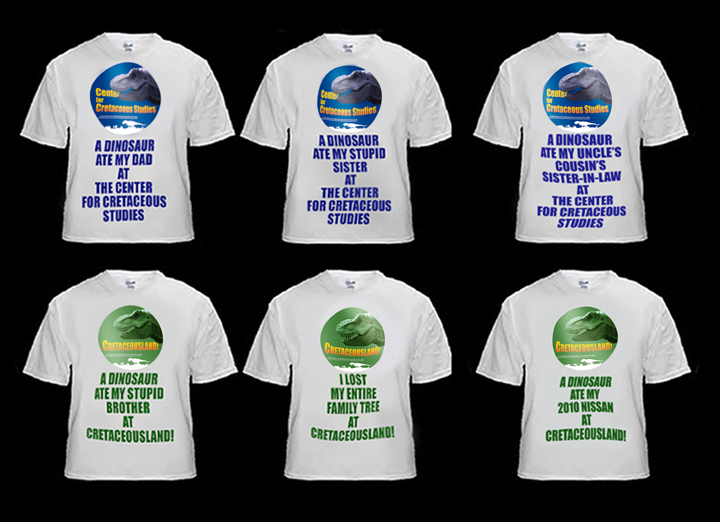 Center
for
Cretaceous Studies
A DINOSAUR
ATE MY DAD
AT
THE CENTER
FOR CRETACEOUS
STUDIES
Center
for
Cretaceous Studies
A DINOSAUR
ATE MY STUPID
SISTER
AT
THE CENTER
FOR CRETACEOUS
STUDIES
Center
for
Cretaceous Studies
A DINOSAUR
ATE MY UNCLE'S
COUSIN'S
SISTER-IN-LAW
AT
THE CENTER
FOR CRETACEOUS
STUDIES
CRETACEOUSLAND!
A DINOSAUR
ATE MY STUPID
BROTHER
AT
CRETACEOUSLAND!
CRETACEOUSLAND!
I LOST
MY ENTIRE
FAMILY TREE
AT
CRETACEOUSLAND!
CRETACEOUSLAND!
A DINOSAUR
ATE MY
2010 NISSAN
AT
CRETACEOUSLAND!